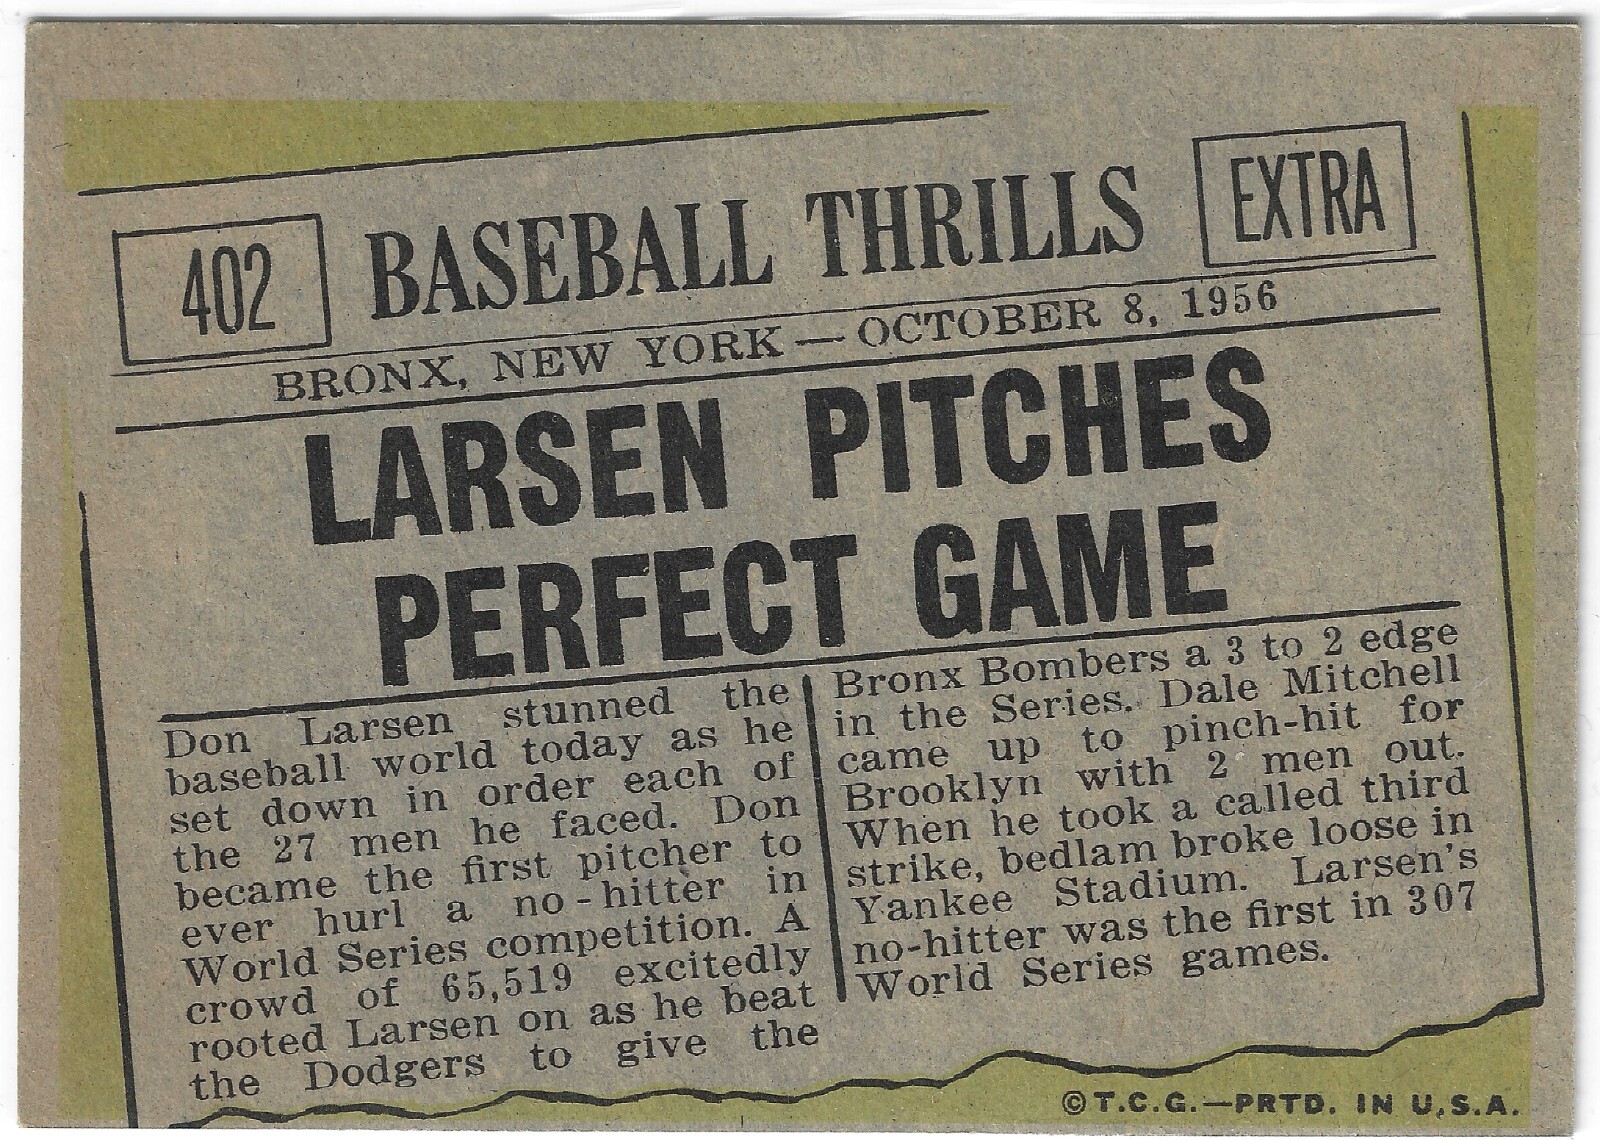 402
BASEBALL THRILLS
EXTRA
BRONX, NEW YORK — OCTOBER 8, 1956
LARSEN PITCHES
PERFECT GAME
Don Larsen stunned the
baseball world today as he
set down in order each of
the 27 men he faced. Don
became the first pitcher to
ever hurl a no-hitter in
World Series competition. A
crowd of 65,519 excitedly
rooted Larsen on as he beat
the Dodgers to give the
Bronx Bombers a 3 to 2 edge
in the Series. Dale Mitchell
came up to pinch-hit for
Brooklyn with 2 men out.
When he took a called third
strike, bedlam broke loose in
Yankee Stadium. Larsen's
no-hitter was the first in 307
World Series games.
© T.C.G.—PRTD. IN U.S.A.